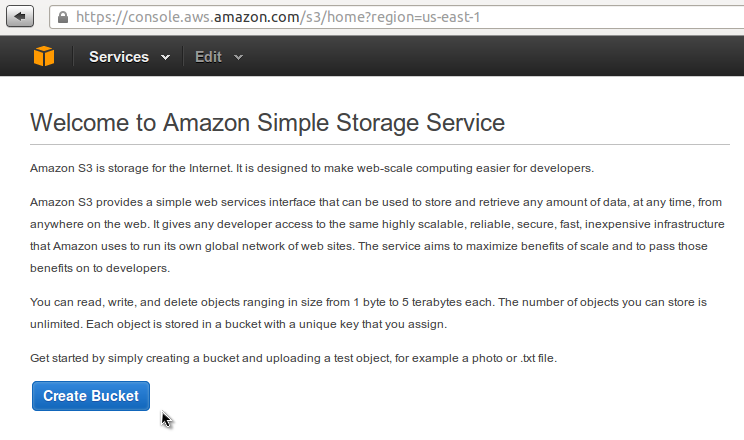 https://console.aws.amazon.com/s3/home?region=us-east-1
Services Edit
Welcome to Amazon Simple Storage Service
Amazon S3 is storage for the Internet. It is designed to make web-scale computing easier for developers.
Amazon S3 provides a simple web services interface that can be used to store and retrieve any amount of data, at any time, from
anywhere on the web. It gives any developer access to the same highly scalable, reliable, secure, fast, inexpensive infrastructure
that Amazon uses to run its own global network of web sites. The service aims to maximize benefits of scale and to pass those
benefits on to developers.
You can read, write, and delete objects ranging in size from 1 byte to 5 terabytes each. The number of objects you can store is
unlimited. Each object is stored in a bucket with a unique key that you assign.
Get started by simply creating a bucket and uploading a test object, for example a photo or .txt file.
Create Bucket